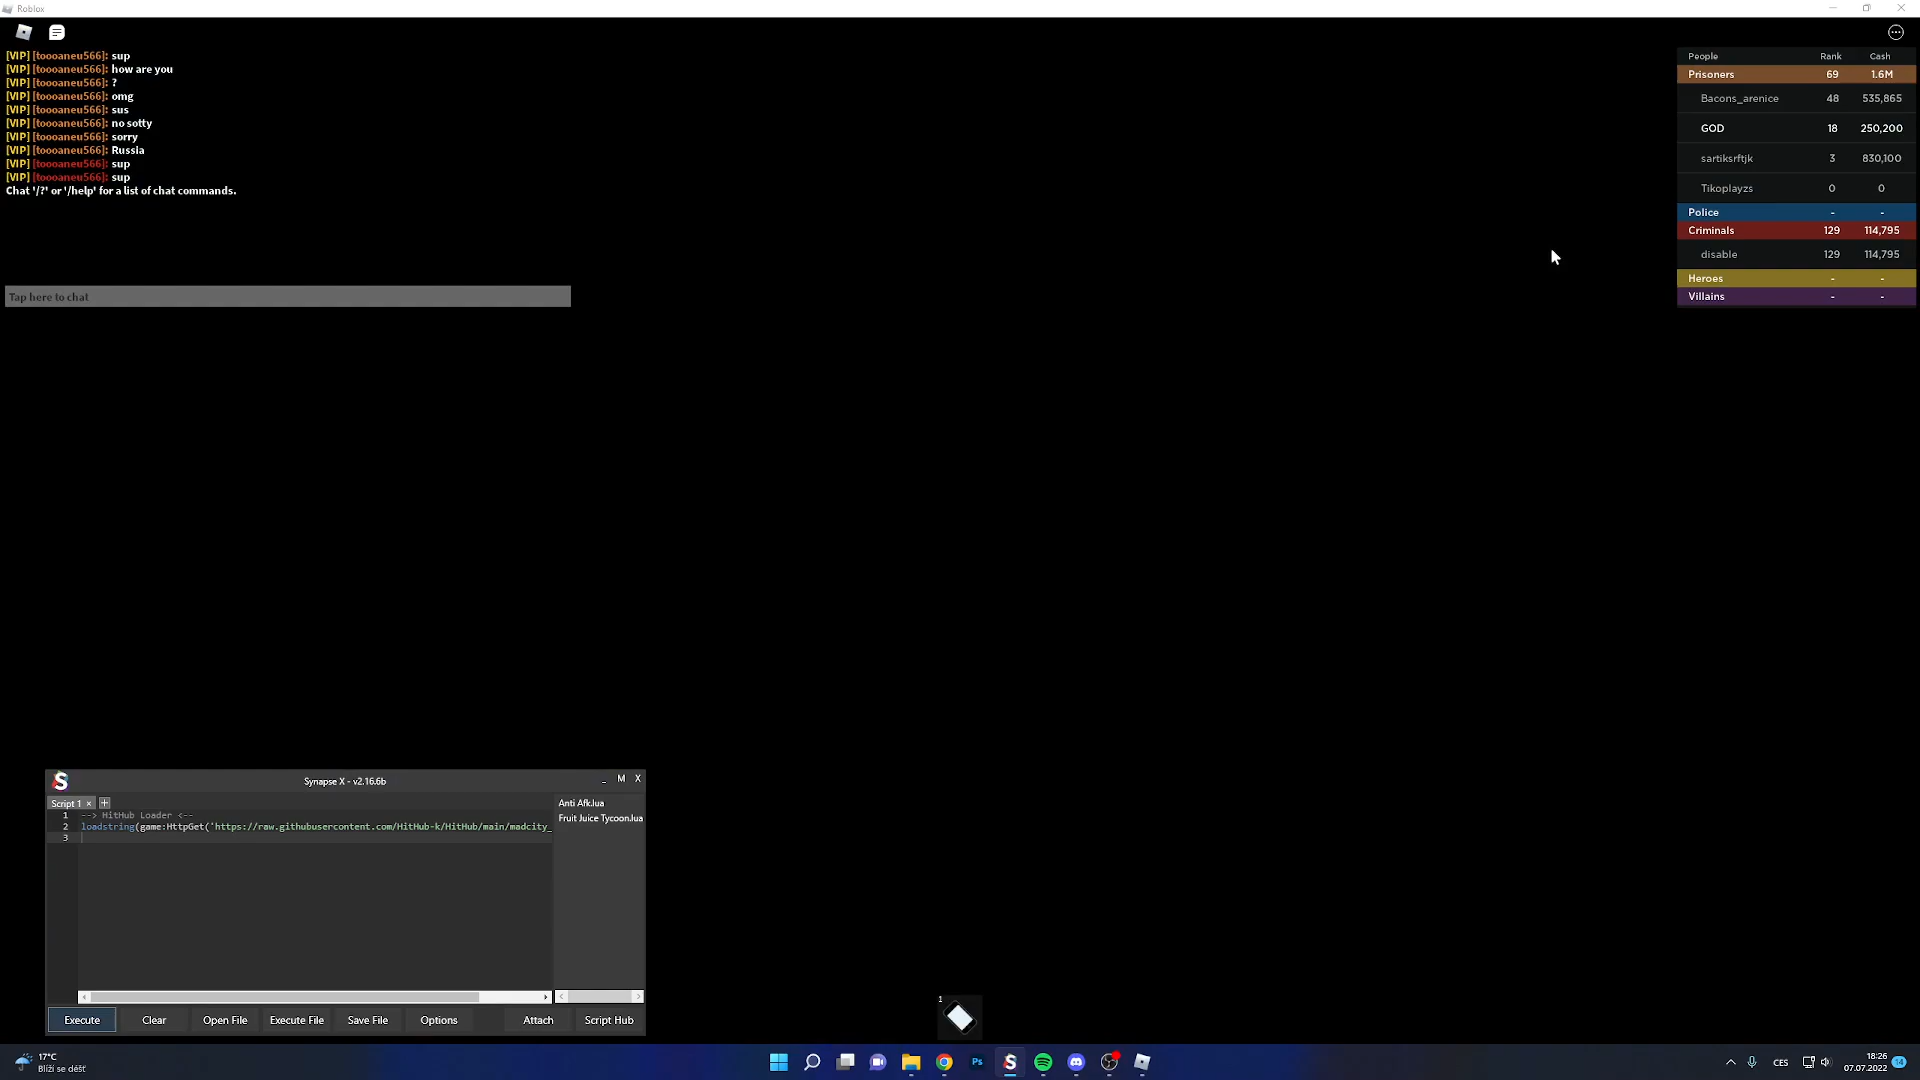 Roblox
[VIP] [toooaneu566]: sup
[VIP] [toooaneu566]: how are you
[VIP] [toooaneu566]: ?
[VIP] [toooaneu566]: omg
[VIP] [toooaneu566]: sus
[VIP] [toooaneu566]: no sotty
[VIP] [toooaneu566]: sorry
[VIP] [toooaneu566]: Russia
[VIP] [toooaneu566]: sup
[VIP] [toooaneu566]: sup
Chat '/?' or '/help' for a list of chat commands.
Tap here to chat
People Rank Cash
Prisoners 69 1.6M
Bacons_arenice 48 535,865
GOD 18 250,200
sartiksrftjk 3 830,100
Tikoplayzs 0 0
Police - -
Criminals 129 114,795
disable 129 114,795
Heroes - -
Villains - -
Synapse X - v2.16.6b
_ M X
Script 1 × +
1 --> HitHub Loader <--
2 loadstring(game:HttpGet('https://raw.githubusercontent.com/HitHub-k/HitHub/main/madcity_
3
Anti Afk.lua
Fruit Juice Tycoon.lua
Execute Clear Open File Execute File Save File Options Attach Script Hub
1
17°C
Blíží se déšť
Ps
CES
18:26
07.07.2022
14